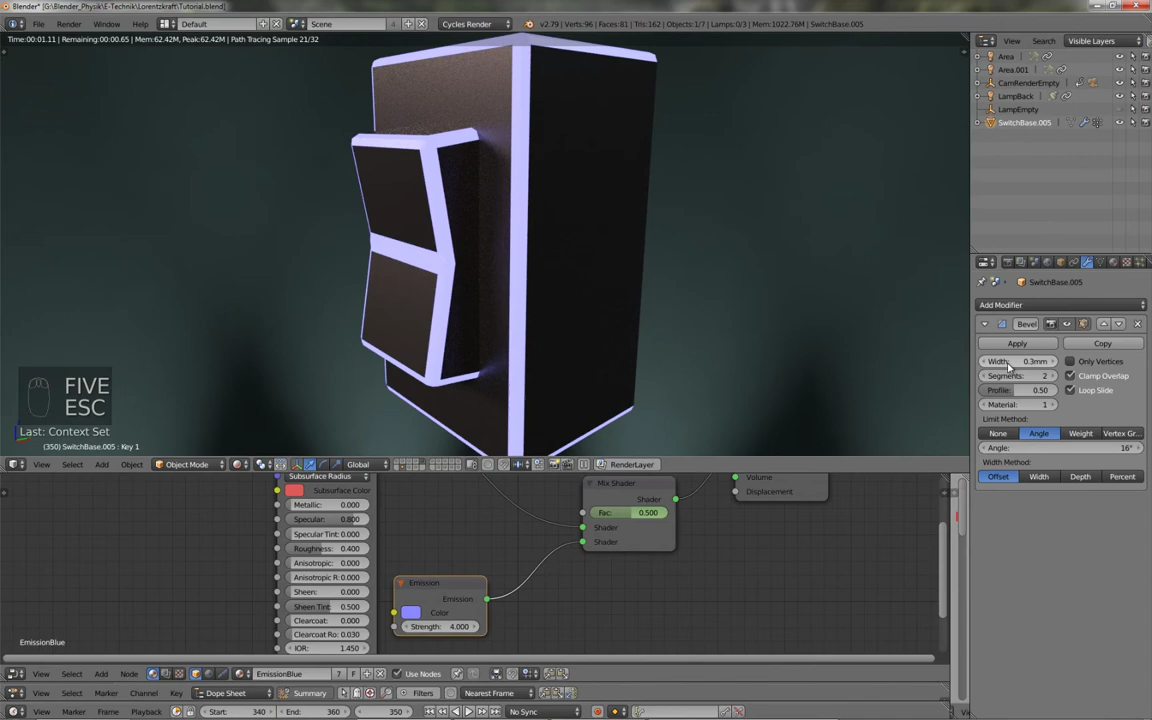 Blender* [G:\Blender_Physik\E-Technik\Lorentzkraft\Tutorial.blend]
File Render Window Help Default Scene 4 Cycles Render v2.79 | Verts:96 | Faces:81 | Tris:162 | Objects:1/7 | Lamps:0/3 | Mem:1022.76M | SwitchBase.005
Time:00:01.11 | Remaining:00:00.65 | Mem:62.42M, Peak:62.42M | Path Tracing Sample 21/32
View Search Visible Layers
Area
Area.001
CamRenderEmpty
LampBack
LampEmpty
SwitchBase.005
SwitchBase.005
Add Modifier
Bevel
Apply Copy
Width: 0.3mm Only Vertices
Segments: 2 Clamp Overlap
Profile: 0.50 Loop Slide
Material: 1
Limit Method:
None Angle Weight Vertex Gr...
Angle: 16°
Width Method:
Offset Width Depth Percent
FIVE
ESC
Last: Context Set
(350) SwitchBase.005 : Key 1
View Select Add Object Object Mode Global RenderLayer
Subsurface Radius
Subsurface Color
Metallic: 0.000
Specular: 0.800
Specular Tint: 0.000
Roughness: 0.400
Anisotropic: 0.000
Anisotropic R: 0.000
Sheen: 0.000
Sheen Tint: 0.500
Clearcoat: 0.000
Clearcoat Ro: 0.030
IOR: 1.450
Mix Shader
Shader
Fac: 0.500
Shader
Shader
Volume
Displacement
Emission
Emission
Color
Strength: 4.000
EmissionBlue
View Select Add Node EmissionBlue 7 F Use Nodes
View Select Marker Channel Key Dope Sheet Summary Filters Nearest Frame
View Marker Frame Playback Start: 340 End: 360 350 No Sync